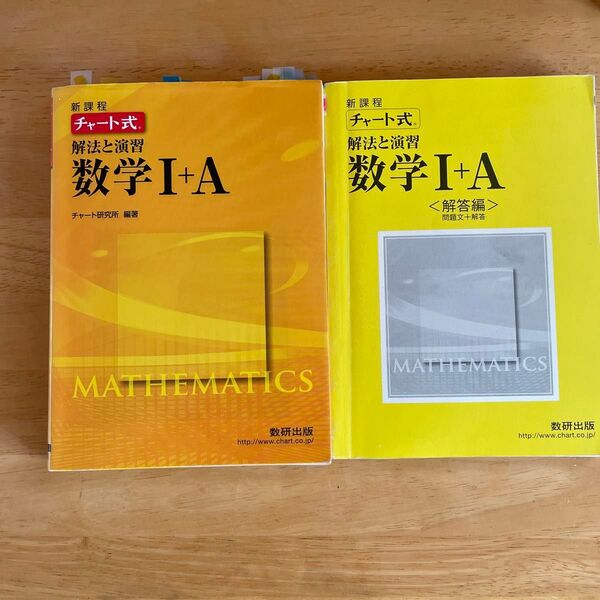 新課程
チャート式®
解法と演習
数学I+A
チャート研究所 編著
MATHEMATICS
数研出版
http://www.chart.co.jp/
新課程
チャート式®
解法と演習
数学I+A
〈解答編〉
問題文+解答
MATHEMATICS
数研出版
http://www.chart.co.jp/